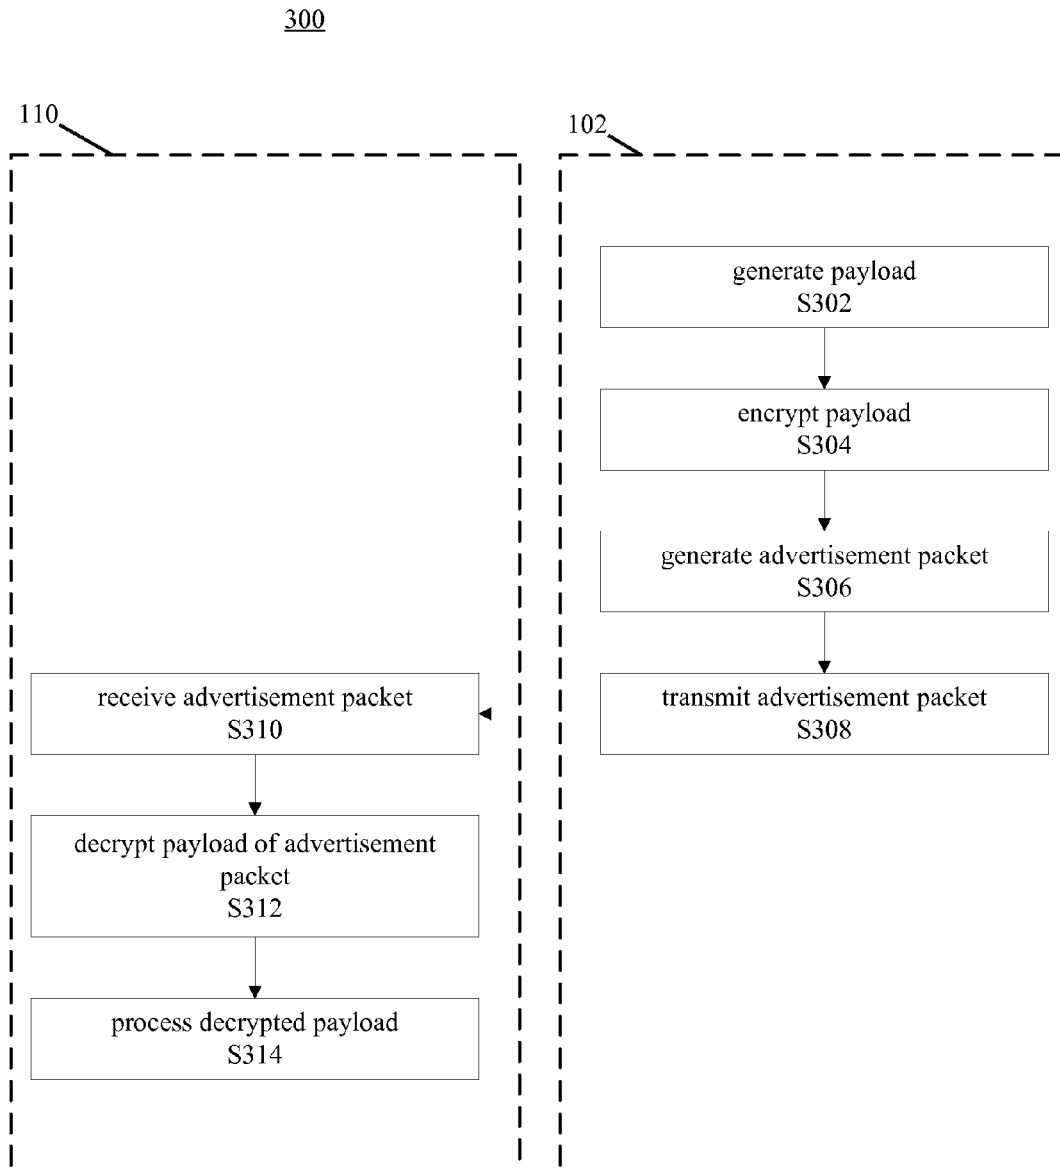 300
110
102
generate payload
S302
encrypt payload
S304
generate advertisement packet
S306
transmit advertisement packet
S308
receive advertisement packet
S310
decrypt payload of advertisement
packet
S312
process decrypted payload
S314